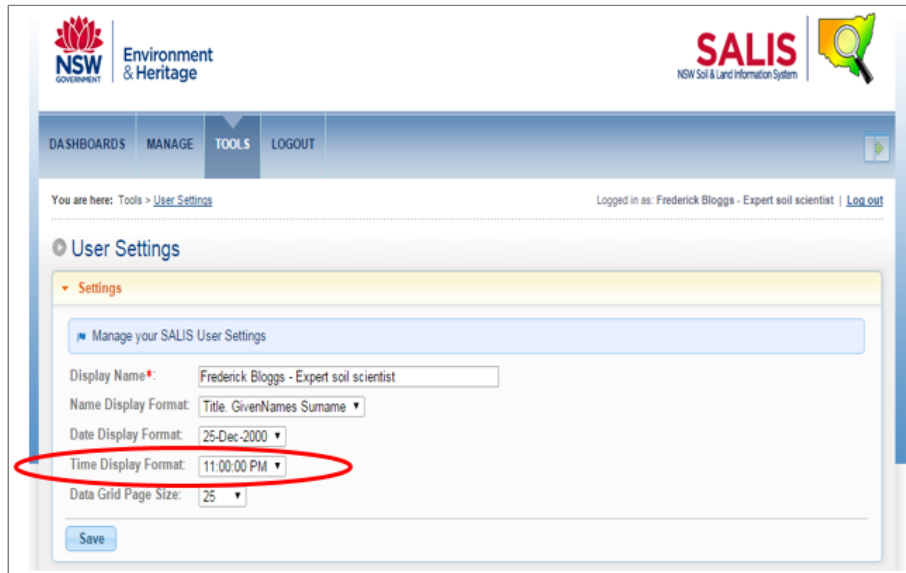 NSW
GOVERNMENT
Environment
& Heritage
SALIS
NSW Soil & Land Information System
DASHBOARDS MANAGE TOOLS LOGOUT
You are here: Tools > User Settings
Logged in as: Frederick Bloggs - Expert soil scientist | Log out
User Settings
Settings
Manage your SALIS User Settings
Display Name*: Frederick Bloggs - Expert soil scientist
Name Display Format: Title. GivenNames Surname
Date Display Format: 25-Dec-2000
Time Display Format: 11:00:00 PM
Data Grid Page Size: 25
Save